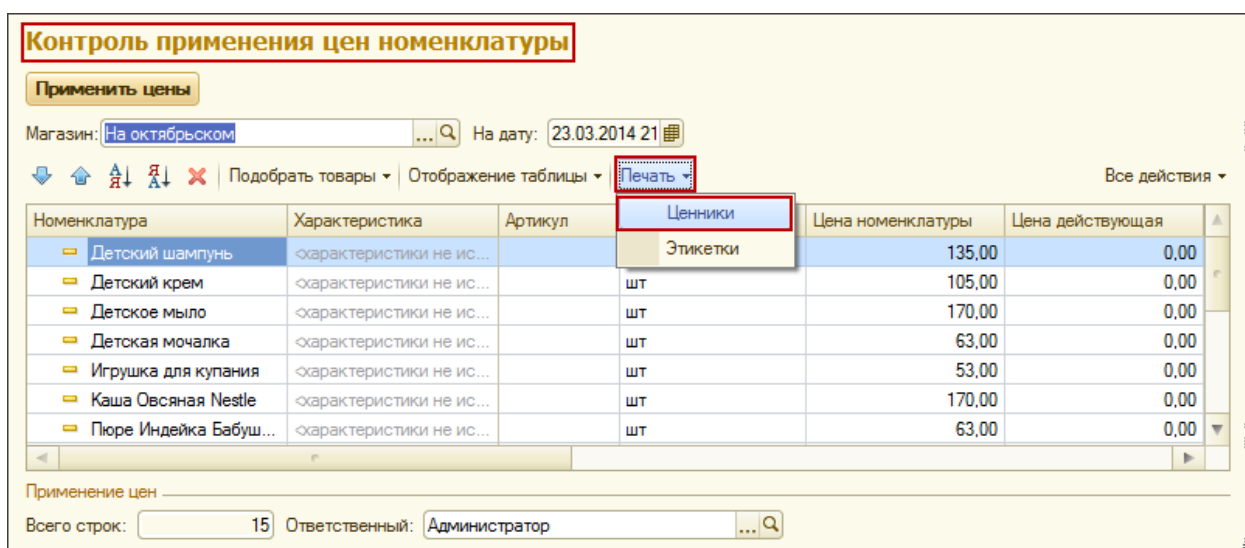 Контроль применения цен номенклатуры
Применить цены
Магазин: На октябрьском ... На дату: 23.03.2014 21
Подобрать товары Отображение таблицы Печать Все действия
Номенклатура Характеристика Артикул Ценники Цена номенклатуры Цена действующая
Этикетки
Детский шампунь <характеристики не ис... 135,00 0,00
Детский крем <характеристики не ис... шт 105,00 0,00
Детское мыло <характеристики не ис... шт 170,00 0,00
Детская мочалка <характеристики не ис... шт 63,00 0,00
Игрушка для купания <характеристики не ис... шт 53,00 0,00
Каша Овсяная Nestle <характеристики не ис... шт 170,00 0,00
Пюре Индейка Бабуш... <характеристики не ис... шт 63,00 0,00
Применение цен
Всего строк: 15 Ответственный: Администратор ...